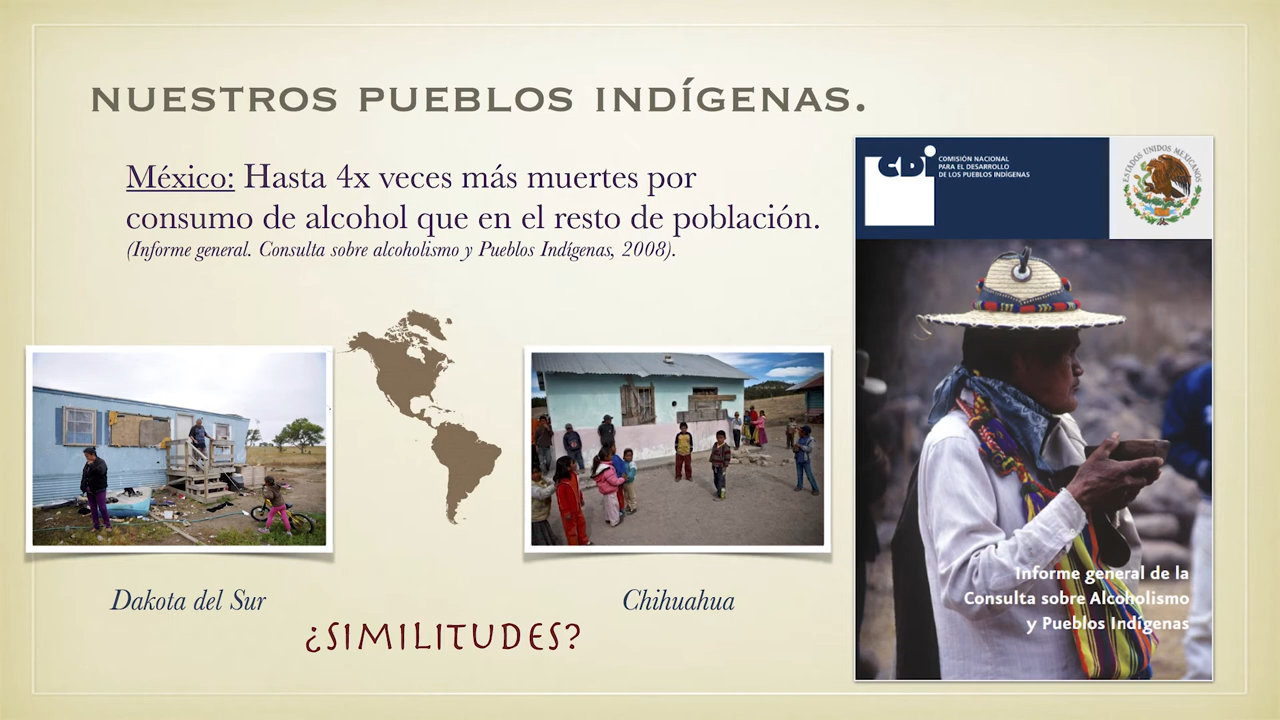 NUESTROS PUEBLOS INDÍGENAS.
México: Hasta 4x veces más muertes por
consumo de alcohol que en el resto de población.
(Informe general. Consulta sobre alcoholismo y Pueblos Indígenas, 2008).
CDI
COMISIÓN NACIONAL
PARA EL DESARROLLO
DE LOS PUEBLOS INDÍGENAS
ESTADOS UNIDOS MEXICANOS
Informe general de la
Consulta sobre Alcoholismo
y Pueblos Indígenas
Dakota del Sur
Chihuahua
¿SIMILITUDES?